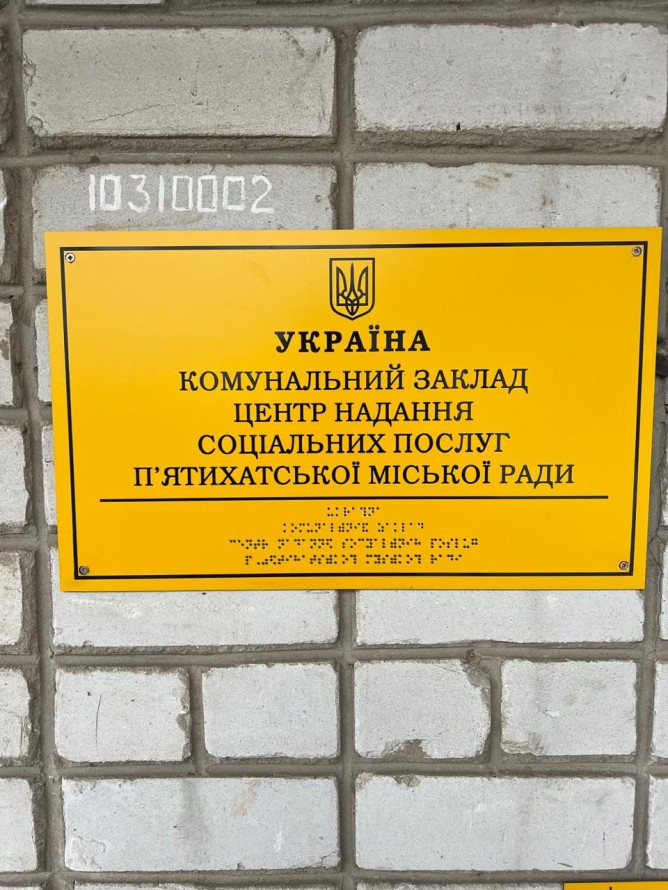 10310002
УКРАЇНА
КОМУНАЛЬНИЙ ЗАКЛАД
ЦЕНТР НАДАННЯ
СОЦІАЛЬНИХ ПОСЛУГ
П'ЯТИХАТСЬКОЇ МІСЬКОЇ РАДИ